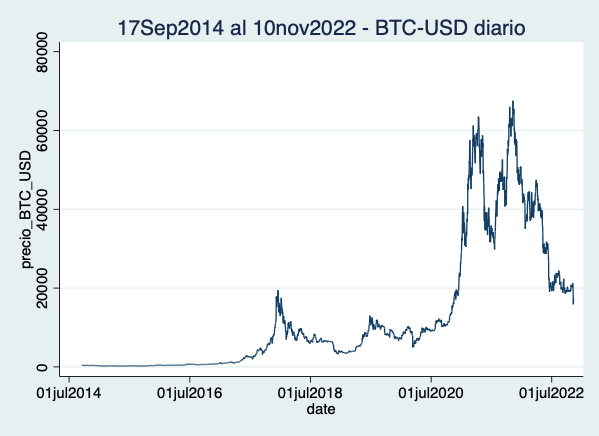 17Sep2014 al 10nov2022 - BTC-USD diario
precio_BTC_USD
80000
60000
40000
20000
0
01jul2014 01jul2016 01jul2018 01jul2020 01jul2022
date